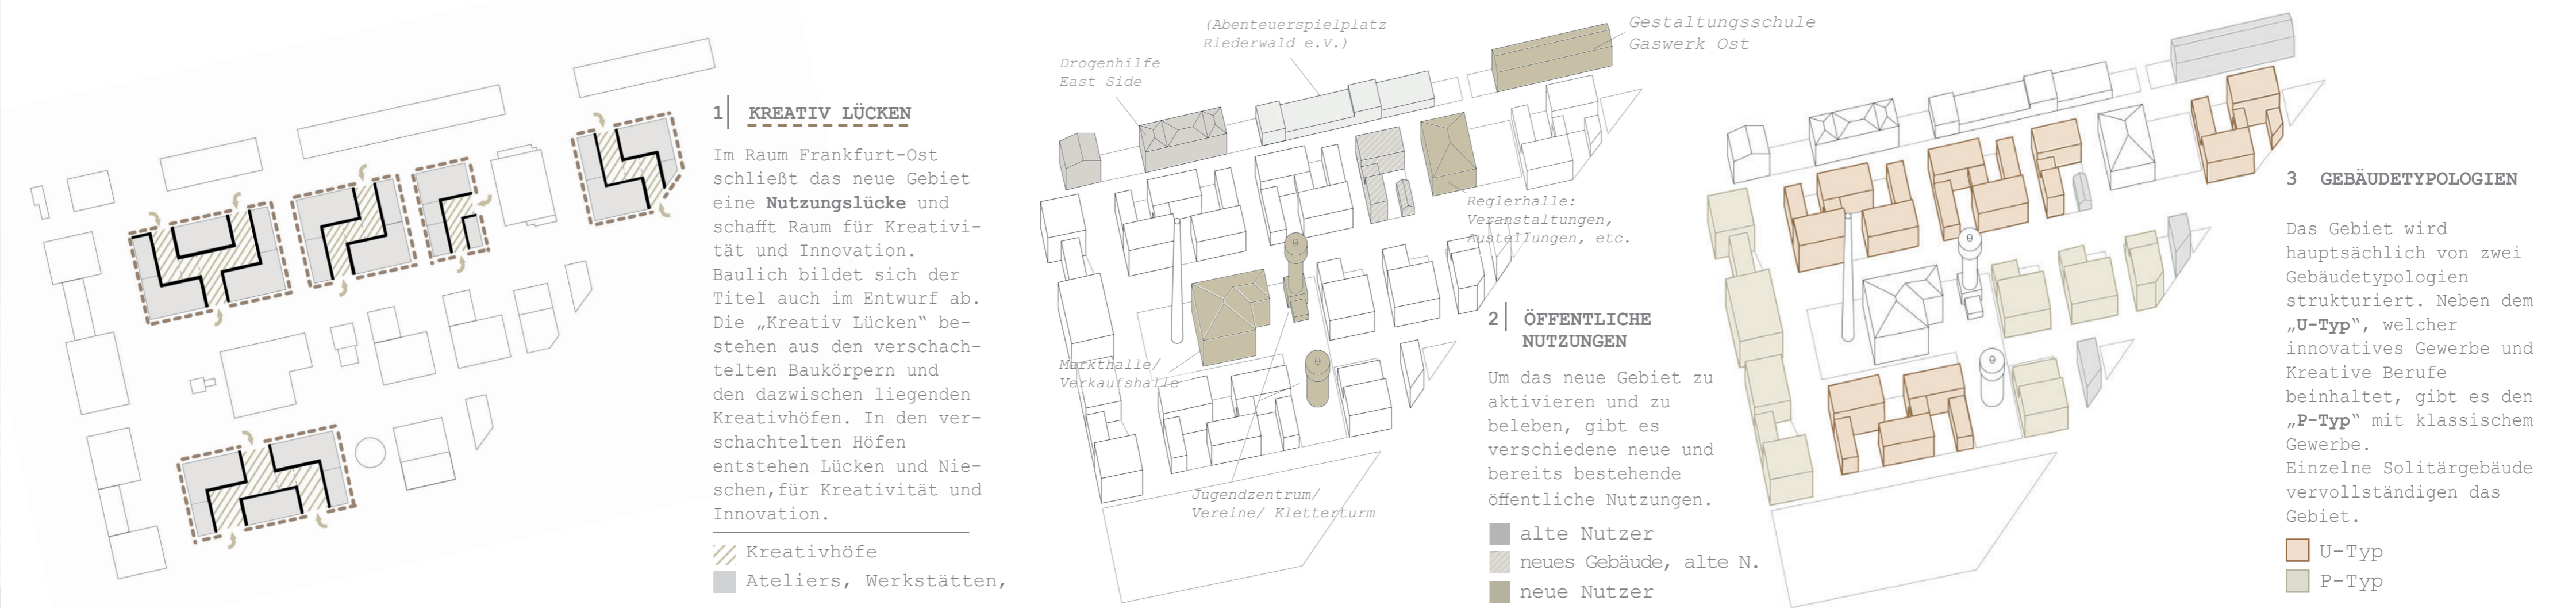 1 KREATIV LÜCKEN
Im Raum Frankfurt-Ost
schließt das neue Gebiet
eine Nutzungslücke und
schafft Raum für Kreativi-
tät und Innovation.
Baulich bildet sich der
Titel auch im Entwurf ab.
Die „Kreativ Lücken“ be-
stehen aus den verschach-
telten Baukörpern und
den dazwischen liegenden
Kreativhöfen. In den ver-
schachtelten Höfen
entstehen Lücken und Nie-
schen,für Kreativität und
Innovation.
Kreativhöfe
Ateliers, Werkstätten,
Drogenhilfe
East Side
(Abenteuerspielplatz
Riederwald e.V.)
Gestaltungsschule
Gaswerk Ost
Reglerhalle:
Veranstaltungen,
Austellungen, etc.
Markthalle/
Verkaufshalle
Jugendzentrum/
Vereine/ Kletterturm
2 ÖFFENTLICHE
NUTZUNGEN
Um das neue Gebiet zu
aktivieren und zu
beleben, gibt es
verschiedene neue und
bereits bestehende
öffentliche Nutzungen.
alte Nutzer
neues Gebäude, alte N.
neue Nutzer
3 GEBÄUDETYPOLOGIEN
Das Gebiet wird
hauptsächlich von zwei
Gebäudetypologien
strukturiert. Neben dem
„U-Typ“, welcher
innovatives Gewerbe und
Kreative Berufe
beinhaltet, gibt es den
„P-Typ“ mit klassischem
Gewerbe.
Einzelne Solitärgebäude
vervollständigen das
Gebiet.
U-Typ
P-Typ